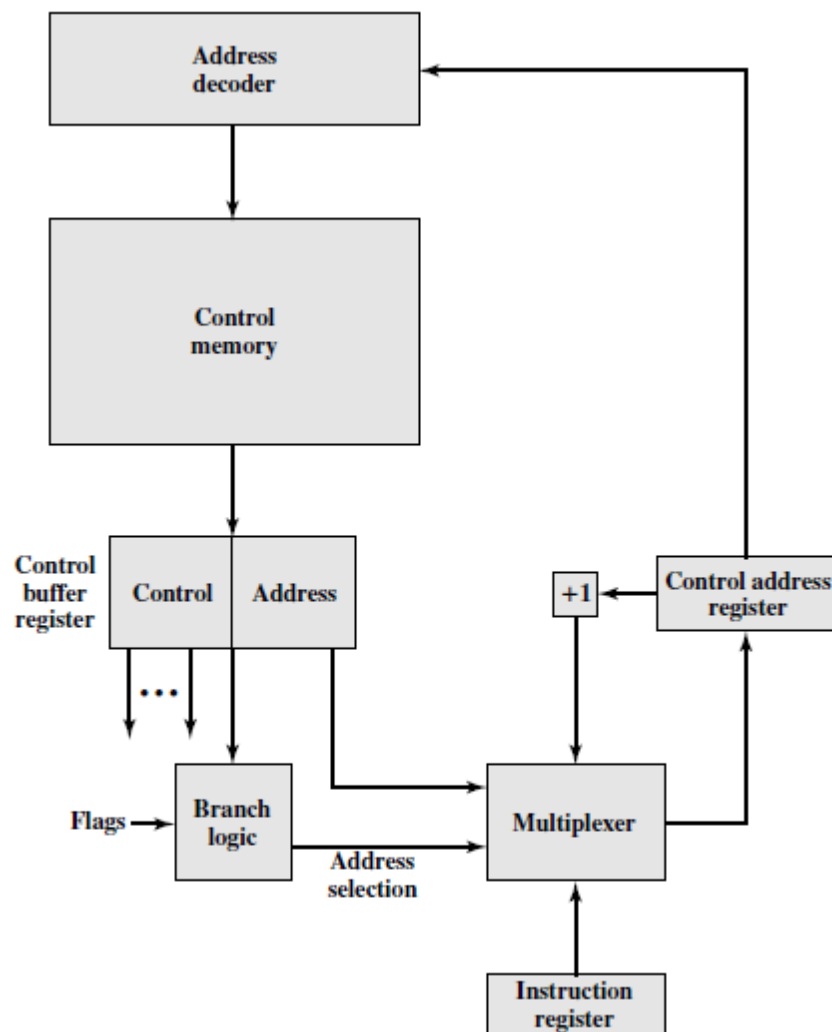 Address
decoder
Control
memory
Control
buffer
register
Control
Address
+1
Control address
register
Flags
Branch
logic
Address
selection
Multiplexer
Instruction
register